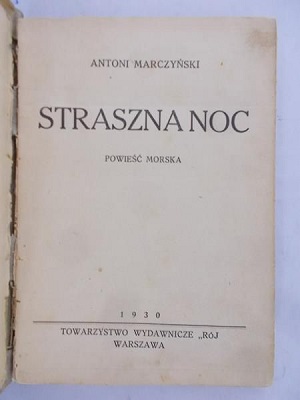 ANTONI MARCZYŃSKI
STRASZNA NOC
POWIEŚĆ MORSKA
1930
TOWARZYSTWO WYDAWNICZE „RÓJ
WARSZAWA